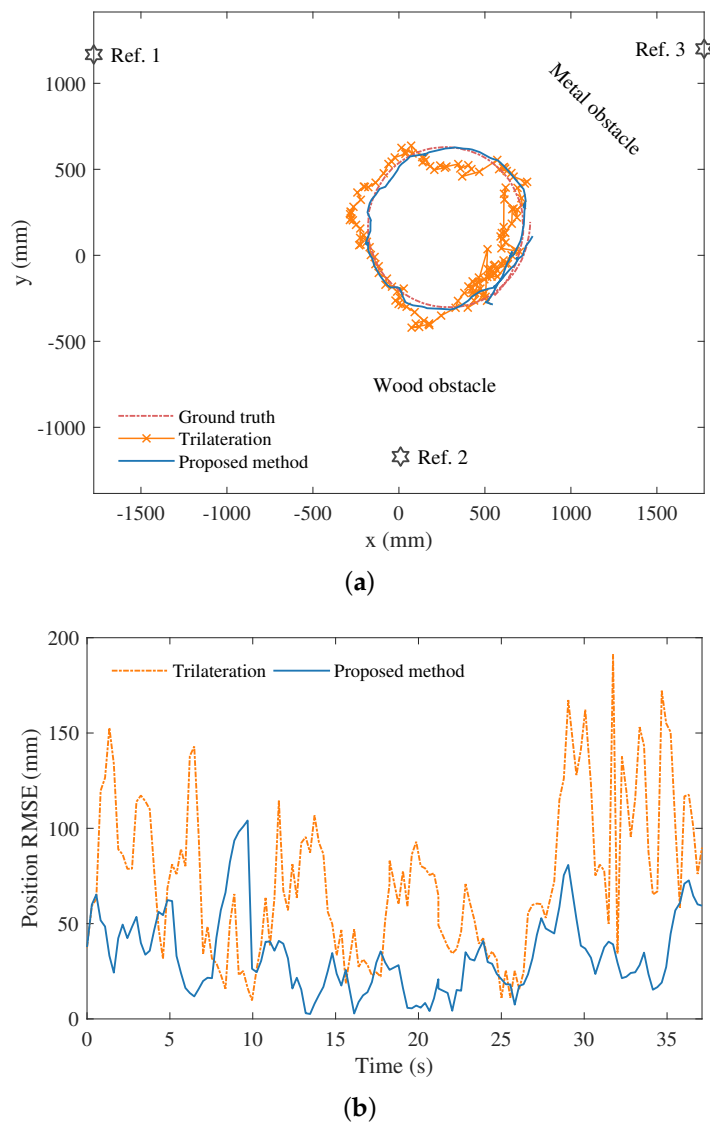 Ref. 1
Ref. 3
Metal obstacle
1000
500
0
-500
-1000
y (mm)
Wood obstacle
Ground truth
Trilateration
Proposed method
Ref. 2
-1500 -1000 -500 0 500 1000 1500
x (mm)
(a)
200
150
100
50
0
Position RMSE (mm)
Trilateration Proposed method
0 5 10 15 20 25 30 35
Time (s)
(b)